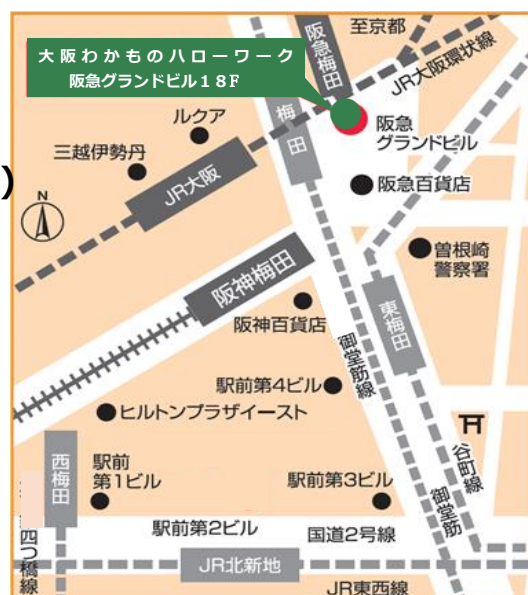 至京都
大阪わかものハローワーク
阪急グランドビル18F
阪急梅田
JR大阪環状線
梅田
ルクア
阪急
グランドビル
三越伊勢丹
JR大阪
阪急百貨店
)
N
曽根崎
警察署
阪神梅田
阪神百貨店
御堂筋線
東梅田
駅前第4ビル
ヒルトンプラザイースト
西梅田
駅前
第1ビル
駅前第3ビル
谷町線
御堂筋
駅前第2ビル
国道2号線
四つ橋線
JR北新地
JR東西線